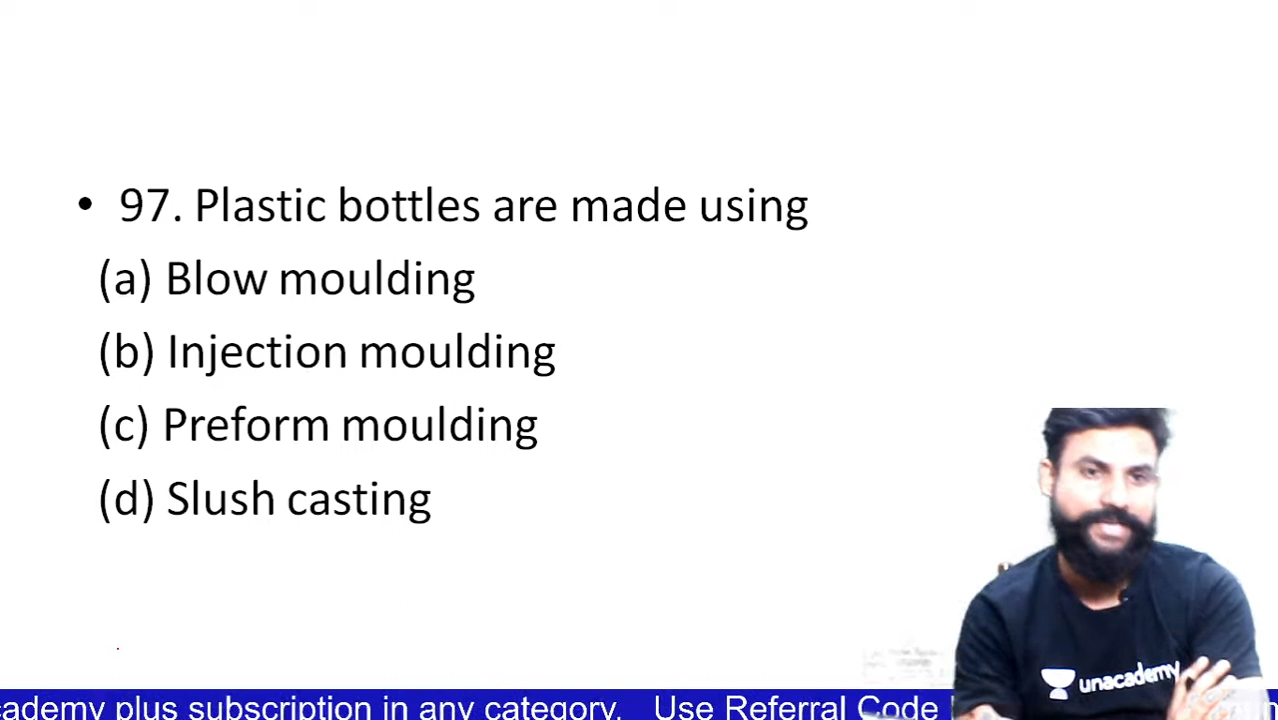 • 97. Plastic bottles are made using
(a) Blow moulding
(b) Injection moulding
(c) Preform moulding
(d) Slush casting
unacademy
cademy plus subscription in any category. Use Referral Code